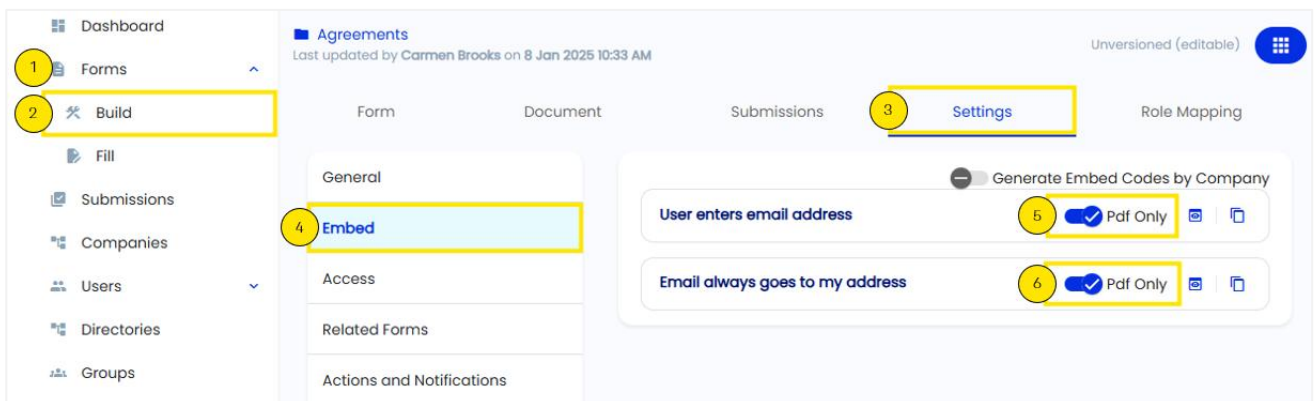 Dashboard
1
Forms
2
Build
Fill
Submissions
Companies
Users
Directories
Groups
Agreements
Last updated by Carmen Brooks on 8 Jan 2025 10:33 AM
Unversioned (editable)
Form
Document
Submissions
3
Settings
Role Mapping
General
4
Embed
Access
Related Forms
Actions and Notifications
Generate Embed Codes by Company
User enters email address
5
Pdf Only
Email always goes to my address
6
Pdf Only